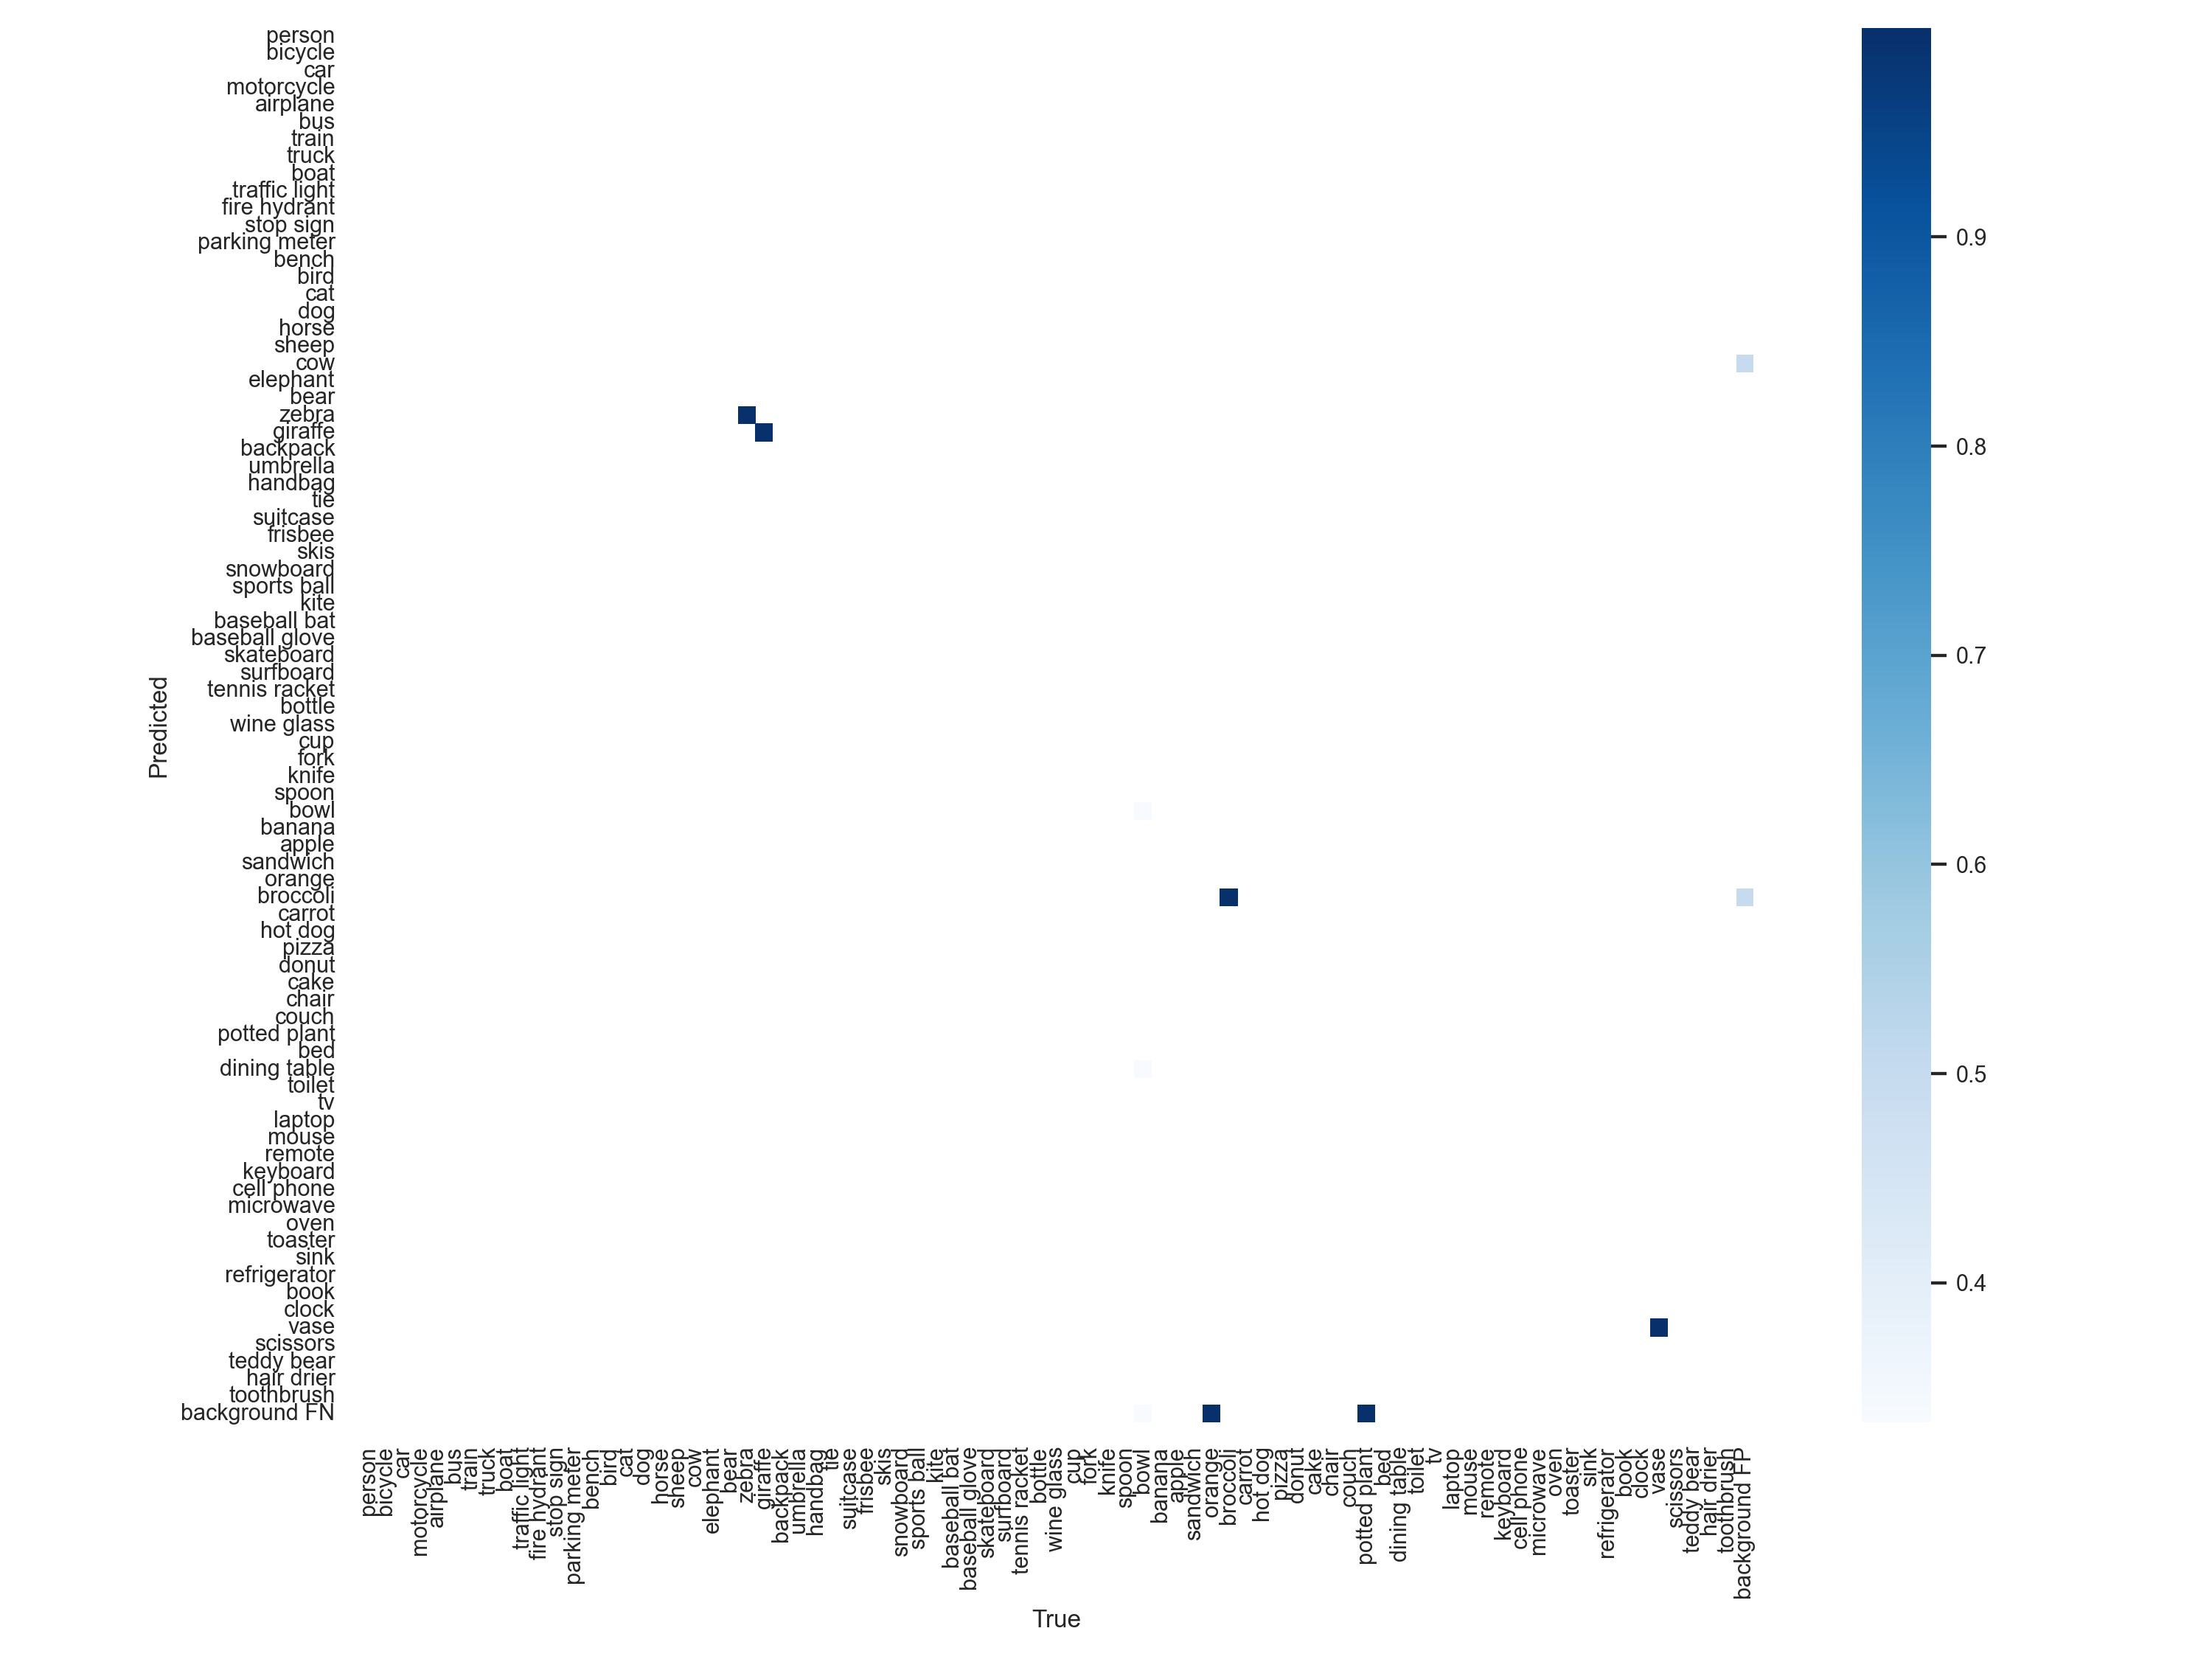 person
bicycle
car
motorcycle
airplane
bus
train
truck
boat
traffic light
fire hydrant
stop sign
parking meter
bench
bird
cat
dog
horse
sheep
cow
elephant
bear
zebra
giraffe
backpack
umbrella
handbag
tie
suitcase
frisbee
skis
snowboard
sports ball
kite
baseball bat
baseball glove
skateboard
surfboard
tennis racket
bottle
wine glass
cup
fork
knife
spoon
bowl
banana
apple
sandwich
orange
broccoli
carrot
hot dog
pizza
donut
cake
chair
couch
potted plant
bed
dining table
toilet
tv
laptop
mouse
remote
keyboard
cell phone
microwave
oven
toaster
sink
refrigerator
book
clock
vase
scissors
teddy bear
hair drier
toothbrush
background FN
Predicted
person
bicycle
car
motorcycle
airplane
bus
train
truck
boat
traffic light
fire hydrant
stop sign
parking meter
bench
bird
cat
dog
horse
sheep
cow
elephant
bear
zebra
giraffe
backpack
umbrella
handbag
tie
suitcase
frisbee
skis
snowboard
sports ball
kite
baseball bat
baseball glove
skateboard
surfboard
tennis racket
bottle
wine glass
cup
fork
knife
spoon
bowl
banana
apple
sandwich
orange
broccoli
carrot
hot dog
pizza
donut
cake
chair
couch
potted plant
bed
dining table
toilet
tv
laptop
mouse
remote
keyboard
cell phone
microwave
oven
toaster
sink
refrigerator
book
clock
vase
scissors
teddy bear
hair drier
toothbrush
background FP
True
0.9
0.8
0.7
0.6
0.5
0.4